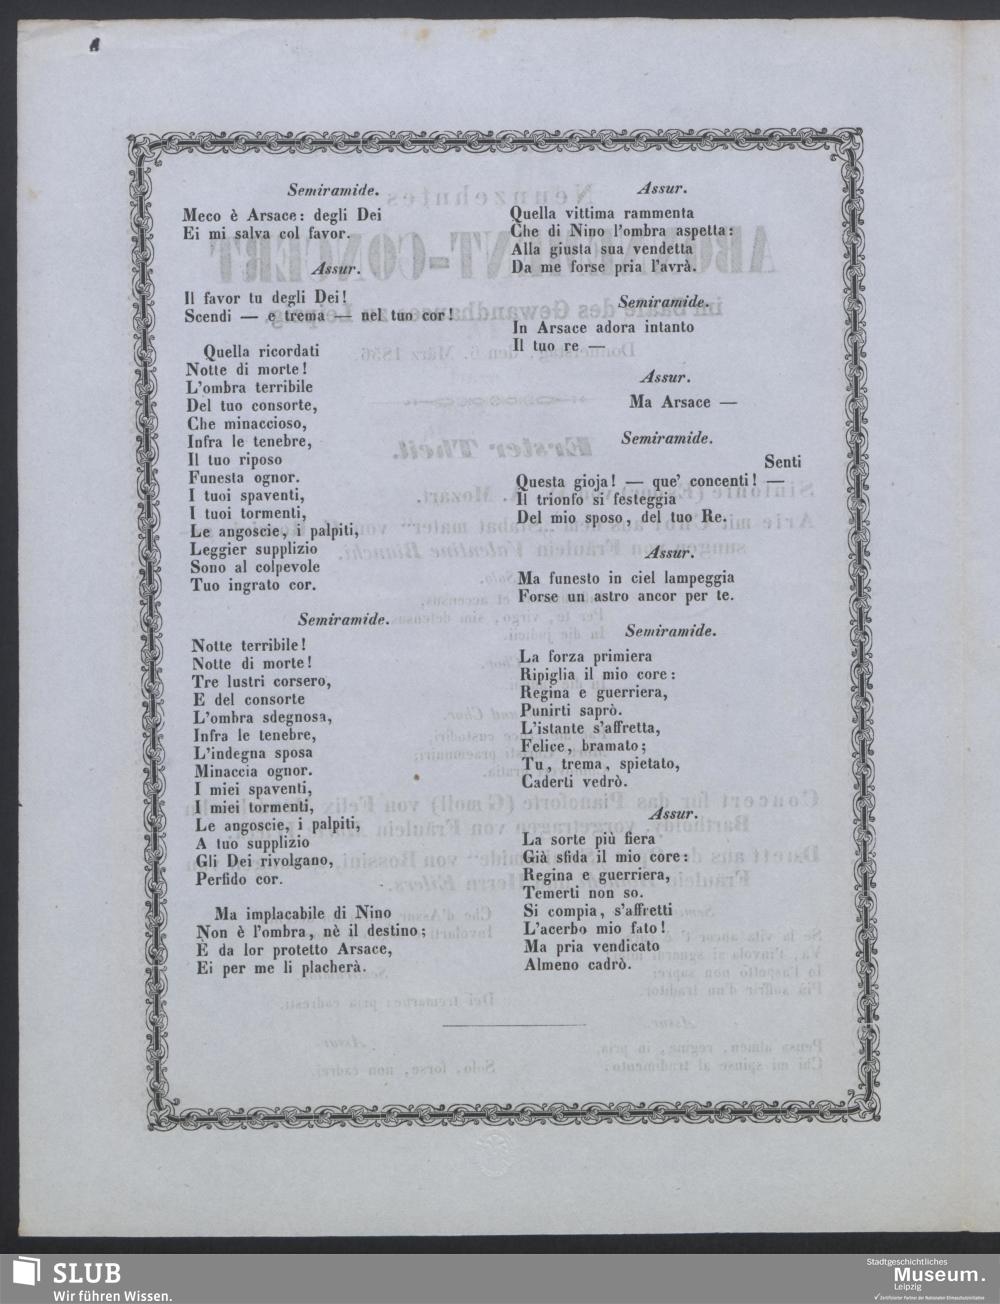 Semiramide.
Meco è Arsace: degli Dei
Ei mi salva col favor.
Assur.
Il favor tu degli Dei!
Scendi — e trema — nel tuo cor!
Quella ricordati
Notte di morte!
L'ombra terribile
Del tuo consorte,
Che minaccioso,
Infra le tenebre,
Il tuo riposo
Funesta ognor.
I tuoi spaventi,
I tuoi tormenti,
Le angoscie, i palpiti,
Leggier supplizio
Sono al colpevole
Tuo ingrato cor.
Semiramide.
Notte terribile!
Notte di morte!
Tre lustri corsero,
E del consorte
L'ombra sdegnosa,
Infra le tenebre,
L'indegna sposa
Minaccia ognor.
I miei spaventi,
I miei tormenti,
Le angoscie, i palpiti,
A tuo supplizio
Gli Dei rivolgano,
Perfido cor.
Ma implacabile di Nino
Non è l'ombra, nè il destino;
È da lor protetto Arsace,
Ei per me li placherà.
Assur.
Quella vittima rammenta
Che di Nino l'ombra aspetta:
Alla giusta sua vendetta
Da me forse pria l'avrà.
Semiramide.
In Arsace adora intanto
Il tuo re —
Assur.
Ma Arsace —
Semiramide.
Senti
Questa gioja! — que' concenti! —
Il trionfo si festeggia
Del mio sposo, del tuo Re.
Assur.
Ma funesto in ciel lampeggia
Forse un astro ancor per te.
Semiramide.
La forza primiera
Ripiglia il mio core:
Regina e guerriera,
Punirti saprò.
L'istante s'affretta,
Felice, bramato;
Tu, trema, spietato,
Caderti vedrò.
Assur.
La sorte più fiera
Già sfida il mio core:
Regina e guerriera,
Temerti non so.
Si compia, s'affretti
L'acerbo mio fato!
Ma pria vendicato
Almeno cadrò.
SLUB
Wir führen Wissen.
Stadtgeschichtliches
Museum.
Leipzig
Zertifizierter Partner der Nationalen Klimaschutzinitiative